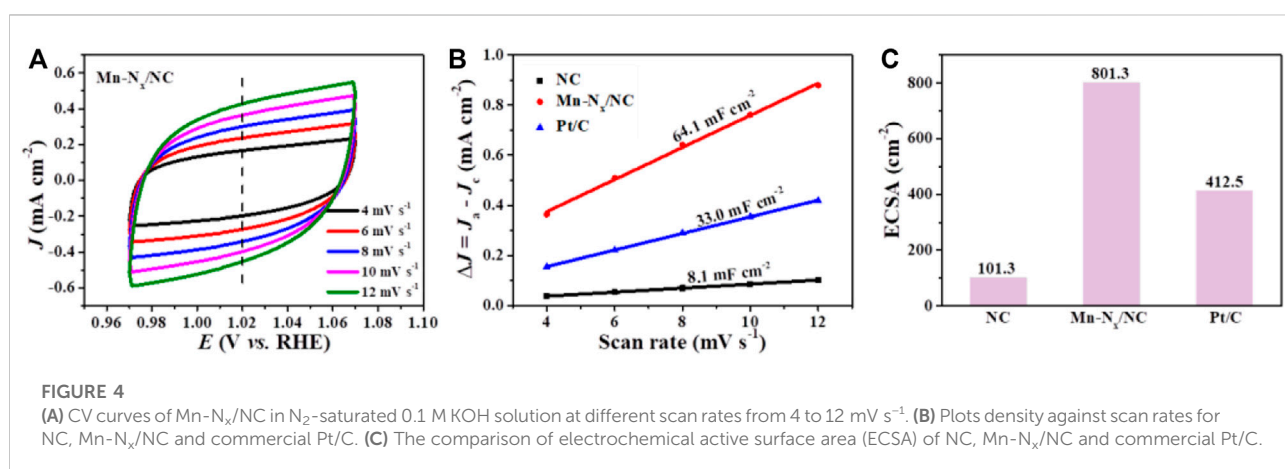 A
Mn-Nₓ/NC
J (mA cm⁻²)
0.6
0.4
0.2
0.0
-0.2
-0.4
-0.6
4 mV s⁻¹
6 mV s⁻¹
8 mV s⁻¹
10 mV s⁻¹
12 mV s⁻¹
0.96 0.98 1.00 1.02 1.04 1.06 1.08 1.10
E (V vs. RHE)
B
ΔJ = Jₐ - J꜀ (mA cm⁻²)
1.0
0.8
0.6
0.4
0.2
0.0
NC
Mn-Nₓ/NC
Pt/C
64.1 mF cm⁻²
33.0 mF cm⁻²
8.1 mF cm⁻²
4 6 8 10 12
Scan rate (mV s⁻¹)
C
ECSA (cm⁻²)
800
600
400
200
0
101.3
801.3
412.5
NC Mn-Nₓ/NC Pt/C
FIGURE 4
(A) CV curves of Mn-Nₓ/NC in N₂-saturated 0.1 M KOH solution at different scan rates from 4 to 12 mV s⁻¹. (B) Plots density against scan rates for
NC, Mn-Nₓ/NC and commercial Pt/C. (C) The comparison of electrochemical active surface area (ECSA) of NC, Mn-Nₓ/NC and commercial Pt/C.